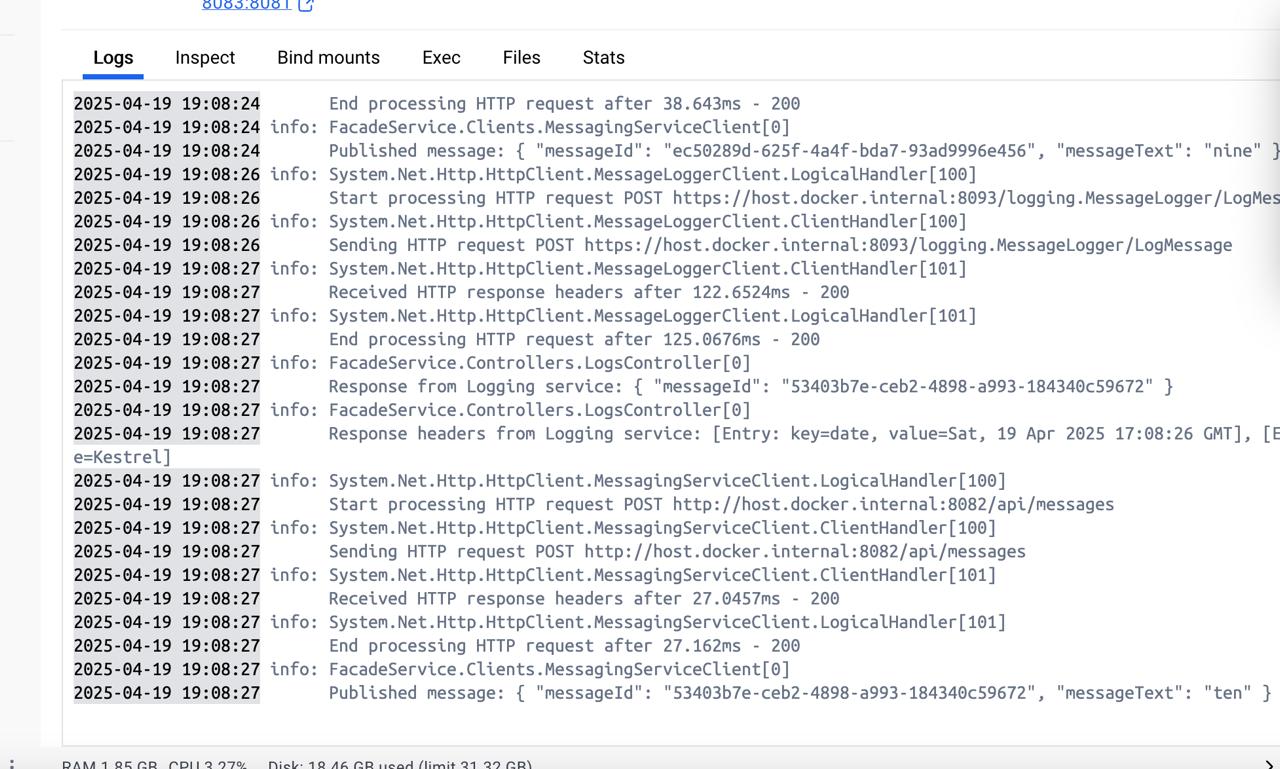 8083:8081
Logs Inspect Bind mounts Exec Files Stats
2025-04-19 19:08:24 End processing HTTP request after 38.643ms - 200
2025-04-19 19:08:24 info: FacadeService.Clients.MessagingServiceClient[0]
2025-04-19 19:08:24 Published message: { "messageId": "ec50289d-625f-4a4f-bda7-93ad9996e456", "messageText": "nine" }
2025-04-19 19:08:26 info: System.Net.Http.HttpClient.MessageLoggerClient.LogicalHandler[100]
2025-04-19 19:08:26 Start processing HTTP request POST https://host.docker.internal:8093/logging.MessageLogger/LogMes
2025-04-19 19:08:26 info: System.Net.Http.HttpClient.MessageLoggerClient.ClientHandler[100]
2025-04-19 19:08:26 Sending HTTP request POST https://host.docker.internal:8093/logging.MessageLogger/LogMessage
2025-04-19 19:08:27 info: System.Net.Http.HttpClient.MessageLoggerClient.ClientHandler[101]
2025-04-19 19:08:27 Received HTTP response headers after 122.6524ms - 200
2025-04-19 19:08:27 info: System.Net.Http.HttpClient.MessageLoggerClient.LogicalHandler[101]
2025-04-19 19:08:27 End processing HTTP request after 125.0676ms - 200
2025-04-19 19:08:27 info: FacadeService.Controllers.LogsController[0]
2025-04-19 19:08:27 Response from Logging service: { "messageId": "53403b7e-ceb2-4898-a993-184340c59672" }
2025-04-19 19:08:27 info: FacadeService.Controllers.LogsController[0]
2025-04-19 19:08:27 Response headers from Logging service: [Entry: key=date, value=Sat, 19 Apr 2025 17:08:26 GMT], [E
e=Kestrel]
2025-04-19 19:08:27 info: System.Net.Http.HttpClient.MessagingServiceClient.LogicalHandler[100]
2025-04-19 19:08:27 Start processing HTTP request POST http://host.docker.internal:8082/api/messages
2025-04-19 19:08:27 info: System.Net.Http.HttpClient.MessagingServiceClient.ClientHandler[100]
2025-04-19 19:08:27 Sending HTTP request POST http://host.docker.internal:8082/api/messages
2025-04-19 19:08:27 info: System.Net.Http.HttpClient.MessagingServiceClient.ClientHandler[101]
2025-04-19 19:08:27 Received HTTP response headers after 27.0457ms - 200
2025-04-19 19:08:27 info: System.Net.Http.HttpClient.MessagingServiceClient.LogicalHandler[101]
2025-04-19 19:08:27 End processing HTTP request after 27.162ms - 200
2025-04-19 19:08:27 info: FacadeService.Clients.MessagingServiceClient[0]
2025-04-19 19:08:27 Published message: { "messageId": "53403b7e-ceb2-4898-a993-184340c59672", "messageText": "ten" }
RAM 1.85 GB CPU 3.27% Disk: 18.46 GB used (limit 31.32 GB)